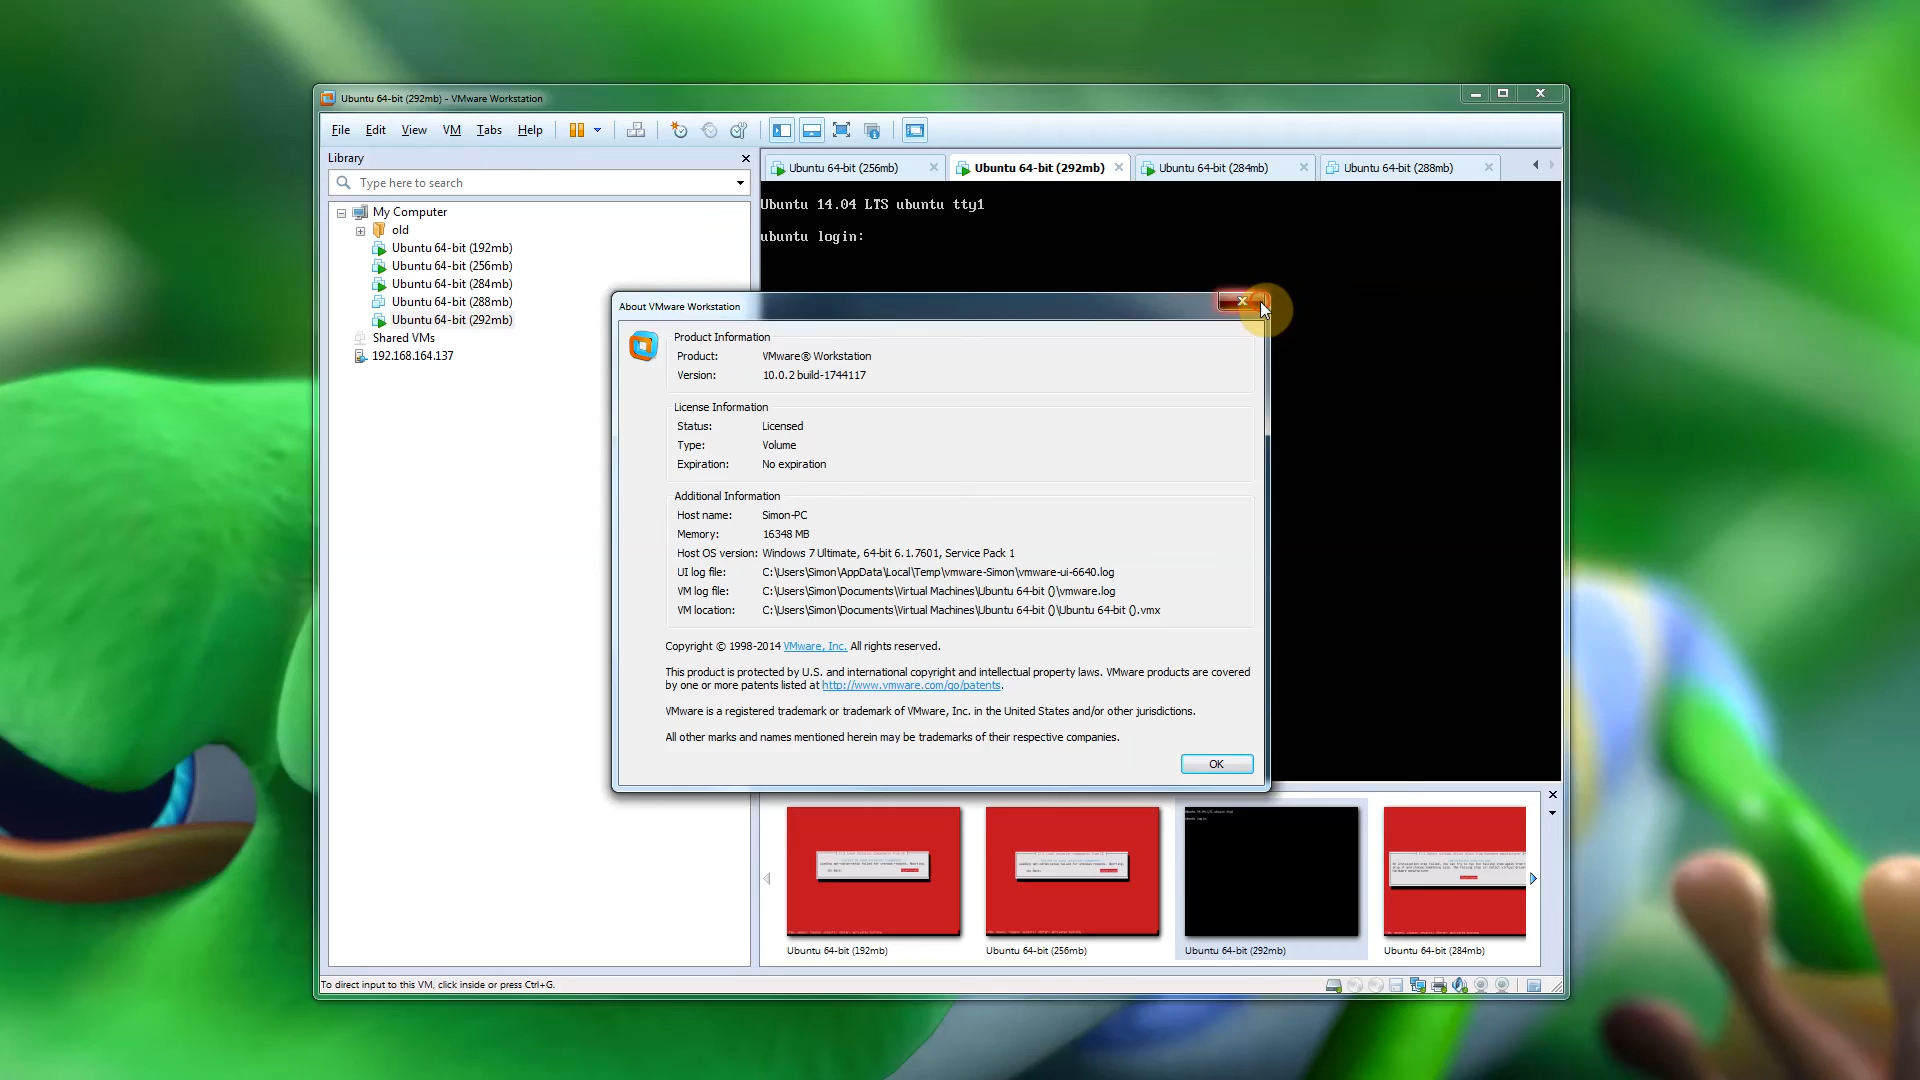 Ubuntu 64-bit (292mb) - VMware Workstation
File Edit View VM Tabs Help
Library
Type here to search
My Computer
old
Ubuntu 64-bit (192mb)
Ubuntu 64-bit (256mb)
Ubuntu 64-bit (284mb)
Ubuntu 64-bit (288mb)
Ubuntu 64-bit (292mb)
Shared VMs
192.168.164.137
Ubuntu 64-bit (256mb) Ubuntu 64-bit (292mb) Ubuntu 64-bit (284mb) Ubuntu 64-bit (288mb)
Ubuntu 14.04 LTS ubuntu tty1
ubuntu login:
About VMware Workstation
Product Information
Product: VMware® Workstation
Version: 10.0.2 build-1744117
License Information
Status: Licensed
Type: Volume
Expiration: No expiration
Additional Information
Host name: Simon-PC
Memory: 16348 MB
Host OS version: Windows 7 Ultimate, 64-bit 6.1.7601, Service Pack 1
UI log file: C:\Users\Simon\AppData\Local\Temp\vmware-Simon\vmware-ui-6640.log
VM log file: C:\Users\Simon\Documents\Virtual Machines\Ubuntu 64-bit ()\vmware.log
VM location: C:\Users\Simon\Documents\Virtual Machines\Ubuntu 64-bit ()\Ubuntu 64-bit ().vmx
Copyright © 1998-2014 VMware, Inc. All rights reserved.
This product is protected by U.S. and international copyright and intellectual property laws. VMware products are covered
by one or more patents listed at http://www.vmware.com/go/patents.
VMware is a registered trademark or trademark of VMware, Inc. in the United States and/or other jurisdictions.
All other marks and names mentioned herein may be trademarks of their respective companies.
OK
Ubuntu 64-bit (192mb) Ubuntu 64-bit (256mb) Ubuntu 64-bit (292mb) Ubuntu 64-bit (284mb)
To direct input to this VM, click inside or press Ctrl+G.